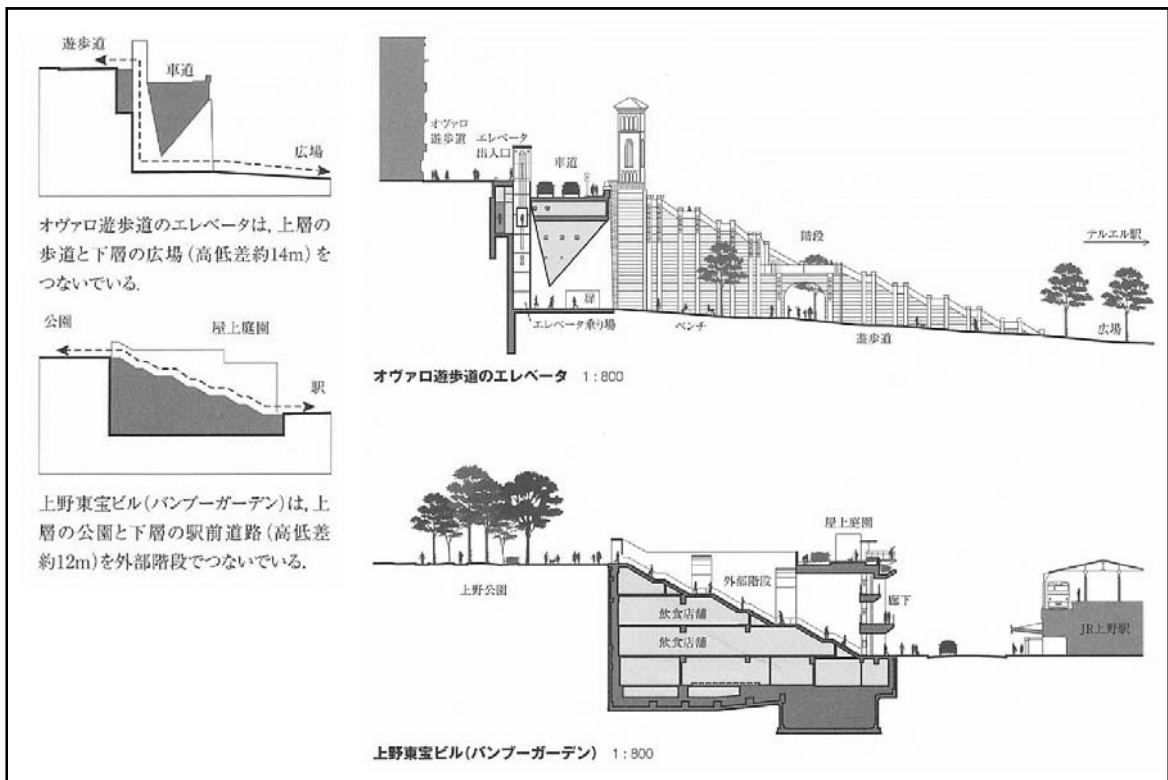 遊歩道
車道
広場
オヴァロ遊歩道のエレベータは, 上層の
歩道と下層の広場(高低差約14m)を
つないでいる.
公園
屋上庭園
駅
上野東宝ビル(バンブーガーデン)は, 上
層の公園と下層の駅前道路(高低差
約12m)を外部階段でつないでいる.
オヴァロ
遊歩道
エレベータ
出入口
車道
階段
テルエル駅
扉
エレベータ乗り場
ベンチ
遊歩道
広場
オヴァロ遊歩道のエレベータ 1:800
屋上庭園
上野公園
外部階段
廊下
飲食店舗
飲食店舗
JR上野駅
上野東宝ビル(バンブーガーデン) 1:800